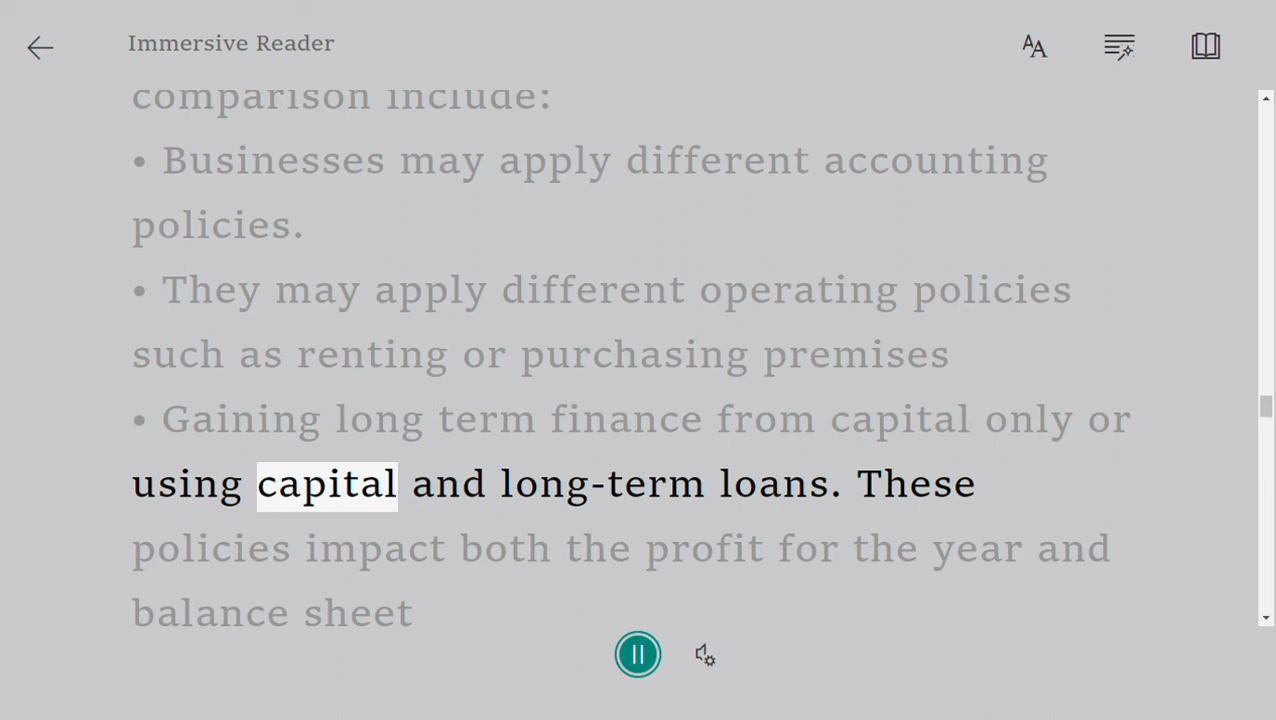 Immersive Reader
comparison include:
• Businesses may apply different accounting
policies.
• They may apply different operating policies
such as renting or purchasing premises
• Gaining long term finance from capital only or
using capital and long-term loans. These
policies impact both the profit for the year and
balance sheet